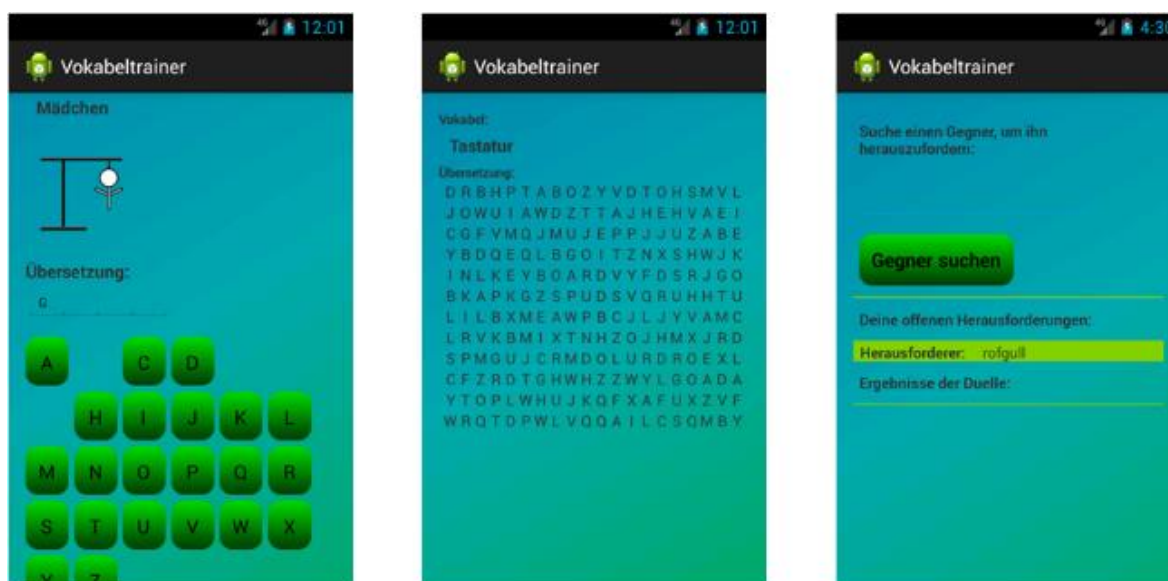 12:01
Vokabeltrainer
Mädchen
Übersetzung:
G
A C D
H I J K L
M N O P Q R
S T U V W X
Y Z
12:01
Vokabeltrainer
Vokabel:
Tastatur
Übersetzung:
D R B H P T A B O Z Y V D T O H S M V L
J O W U I A W D Z T T A J H E H V A E I
C G F V M Q J M U J E P P J J U Z A B E
Y B D Q E Q L B G O I T Z N X S H W J K
I N L K E Y B O A R D V Y F D S R J G O
B K A P K G Z S P U D S V Q R U H H T U
L I L B X M E A W P B C J L J Y V A M C
L R V K B M I X T N H Z O J H M X J R D
S P M G U J C R M D O L U R D R O E X L
C F Z R D T G H W H Z Z W Y L G O A D A
Y T O P L W H U J K Q F X A F U X Z V F
W R Q T D P W L V Q Q A I L C S Q M B Y
4:30
Vokabeltrainer
Suche einen Gegner, um ihn
herauszufordern:
Gegner suchen
Deine offenen Herausforderungen:
Herausforderer: rofgull
Ergebnisse der Duelle: